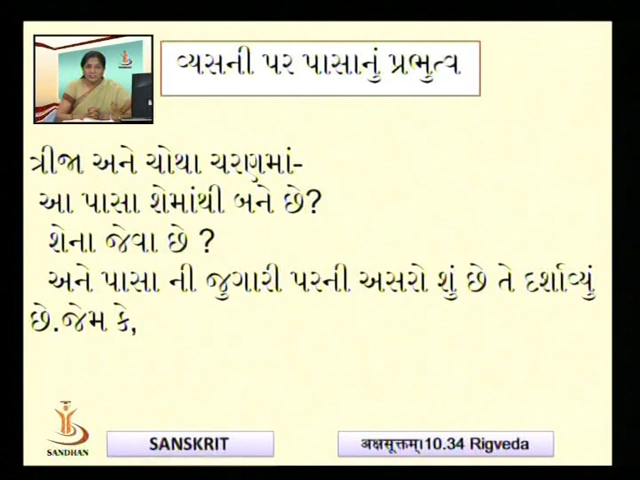 વ્યસની પર પાસાનું પ્રભુત્વ
ત્રીજા અને ચોથા ચરણમાં-
આ પાસા શેમાંથી બને છે?
શેના જેવા છે ?
અને પાસા ની જુગારી પરની અસરો શું છે તે દર્શાવ્યું
છે.જેમ કે,
SANDHAN
SANSKRIT
अक्षसूक्तम्।10.34 Rigveda